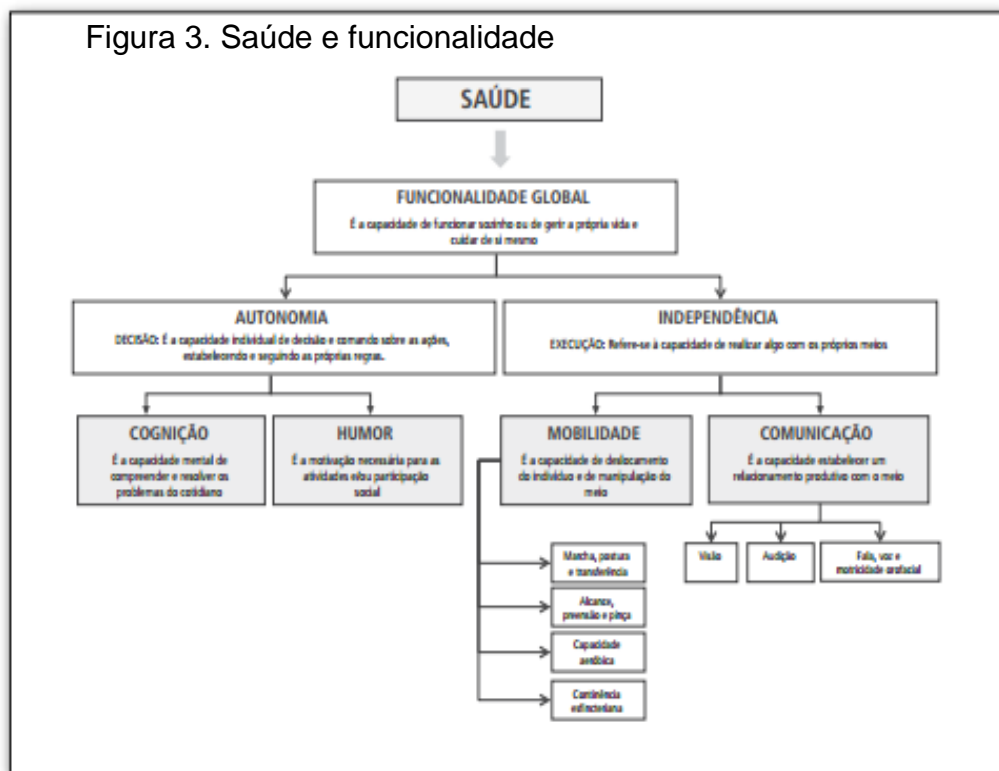 Figura 3. Saúde e funcionalidade
SAÚDE
FUNCIONALIDADE GLOBAL
É a capacidade de funcionar sozinho ou de gerir a própria vida e
cuidar de si mesmo
AUTONOMIA
DECISÃO: É a capacidade individual de decisão e comando sobre as ações,
estabelecendo e seguindo as próprias regras.
INDEPENDÊNCIA
EXECUÇÃO: Refere-se à capacidade de realizar algo com os próprios meios
COGNIÇÃO
É a capacidade mental de
compreender e resolver os
problemas do cotidiano
HUMOR
É a motivação necessária para as
atividades e/ou participação
social
MOBILIDADE
É a capacidade de deslocamento
do indivíduo e de manipulação do
meio
COMUNICAÇÃO
É a capacidade estabelecer um
relacionamento produtivo com o meio
Marcha, postura
e transferência
Alcance,
preensão e pinça
Capacidade
aeróbica
Continência
esfincteriana
Visão
Audição
Fala, voz e
motricidade orofacial